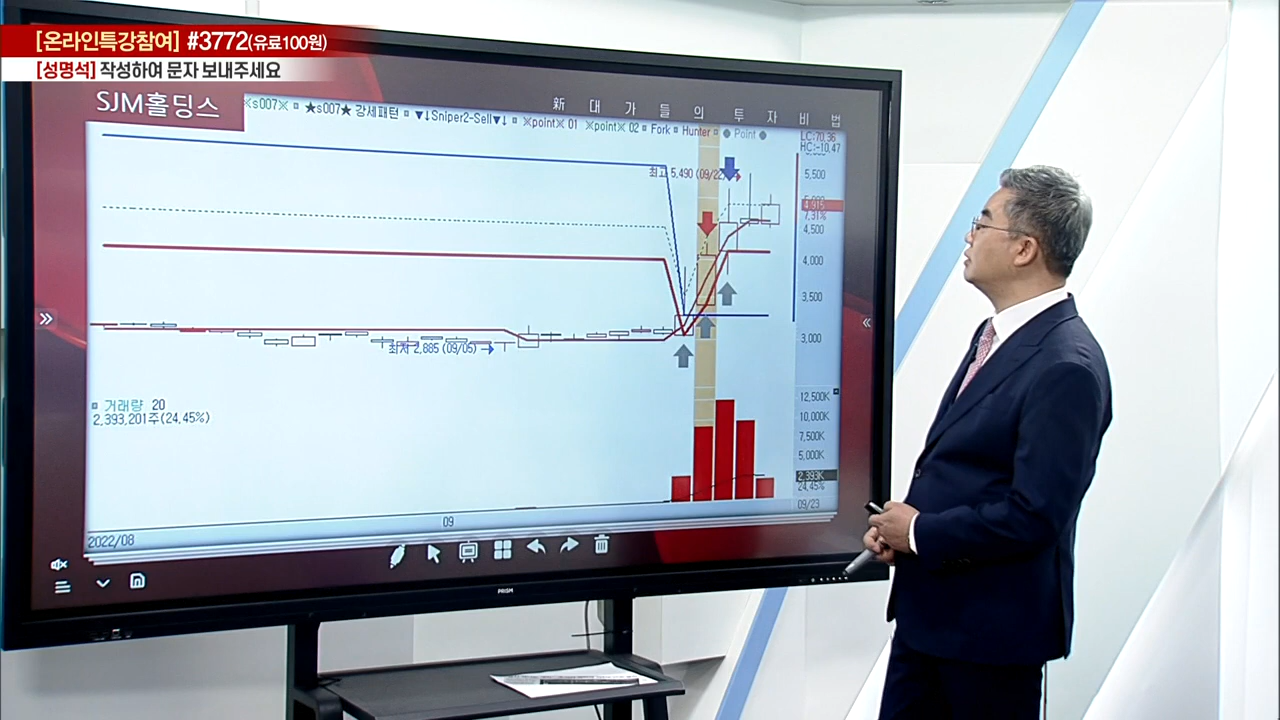 [온라인특강참여] #3772(유료100원)
[성명석] 작성하여 문자 보내주세요
SJM홀딩스
新 대 가 들 의 투 자 비 법
※s007※ ★s007★ 강세패턴 ▼↓Sniper2-Sell▼↓ ※point※ 01 ※point※ 02 Fork Hunter ● Point ●
LC:70.36
HC:-10.47
최고 5,490 (09/22)
5,500
4,915
7.31%
4,500
4,000
3,500
3,000
최저 2,885 (09/05)
거래량 20
2,393,201주(24.45%)
12,500K
10,000K
7,500K
5,000K
2,393K
24.45%
09/23
09
2022/08
PRISM